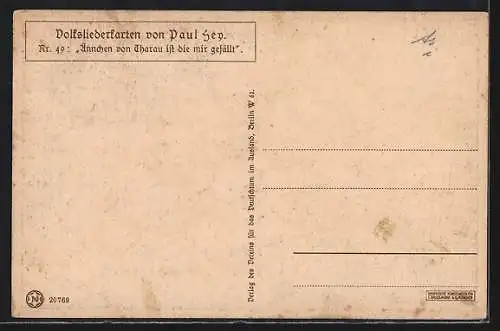 Volksliederkarten von Paul Hey.
Nr. 49: „Ännchen von Tharau ist die mir gefällt".
Verlag des Vereins für das Deutschtum im Ausland, Berlin W 62.
20769